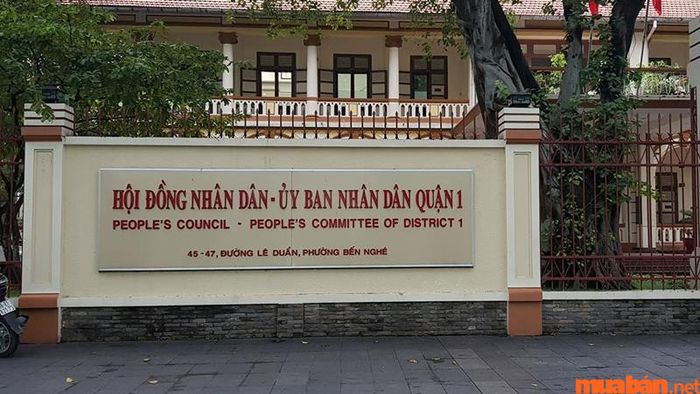 HỘI ĐỒNG NHÂN DÂN - ỦY BAN NHÂN DÂN QUẬN 1
PEOPLE'S COUNCIL - PEOPLE'S COMMITTEE OF DISTRICT 1
45 - 47, ĐƯỜNG LÊ DUẨN, PHƯỜNG BẾN NGHÉ
muaban.net